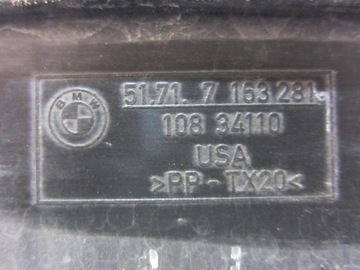 BMW
51.71 7 163 281
108 34110
USA
>PP-TX20<